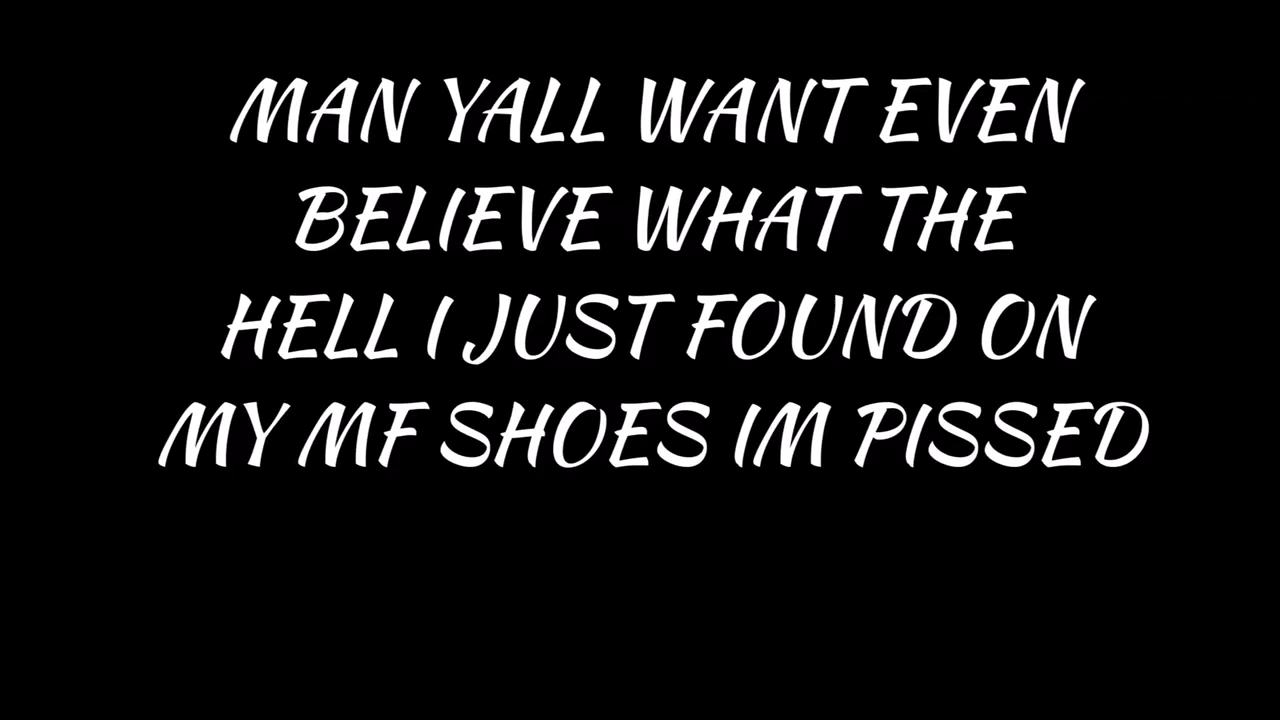 MAN YALL WANT EVEN
BELIEVE WHAT THE
HELL I JUST FOUND ON
MY MF SHOES IM PISSED